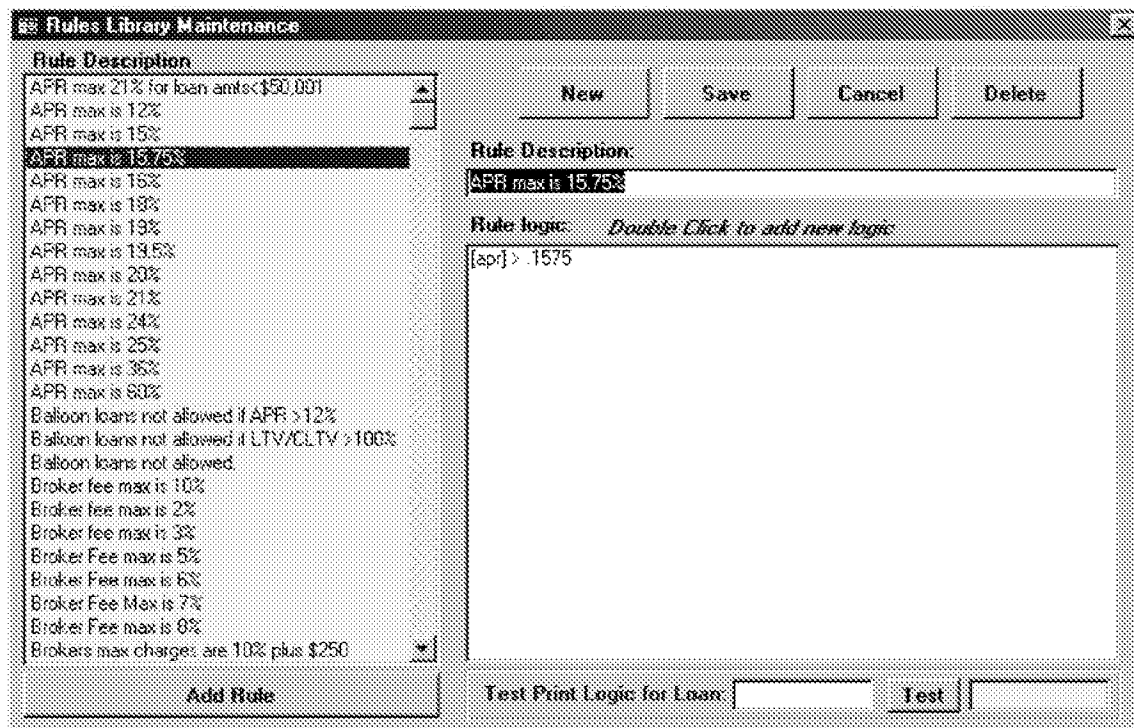 Rules Library Maintenance
Rule Description
APR max 21% for loan amts<$50,001
APR max is 12%
APR max is 15%
APR max is 15.75%
APR max is 16%
APR max is 18%
APR max is 19%
APR max is 19.5%
APR max is 20%
APR max is 21%
APR max is 24%
APR max is 25%
APR max is 36%
APR max is 60%
Balloon loans not allowed if APR >12%
Balloon loans not allowed if LTV/CLTV >100%
Balloon loans not allowed.
Broker fee max is 10%
Broker fee max is 2%
Broker fee max is 3%
Broker Fee max is 5%
Broker Fee max is 6%
Broker Fee Max is 7%
Broker Fee max is 8%
Brokers max charges are 10% plus $250
Add Rule
New Save Cancel Delete
Rule Description:
APR max is 15.75%
Rule logic: Double Click to add new logic
[apr] > .1575
Test Print Logic for Loan: Test